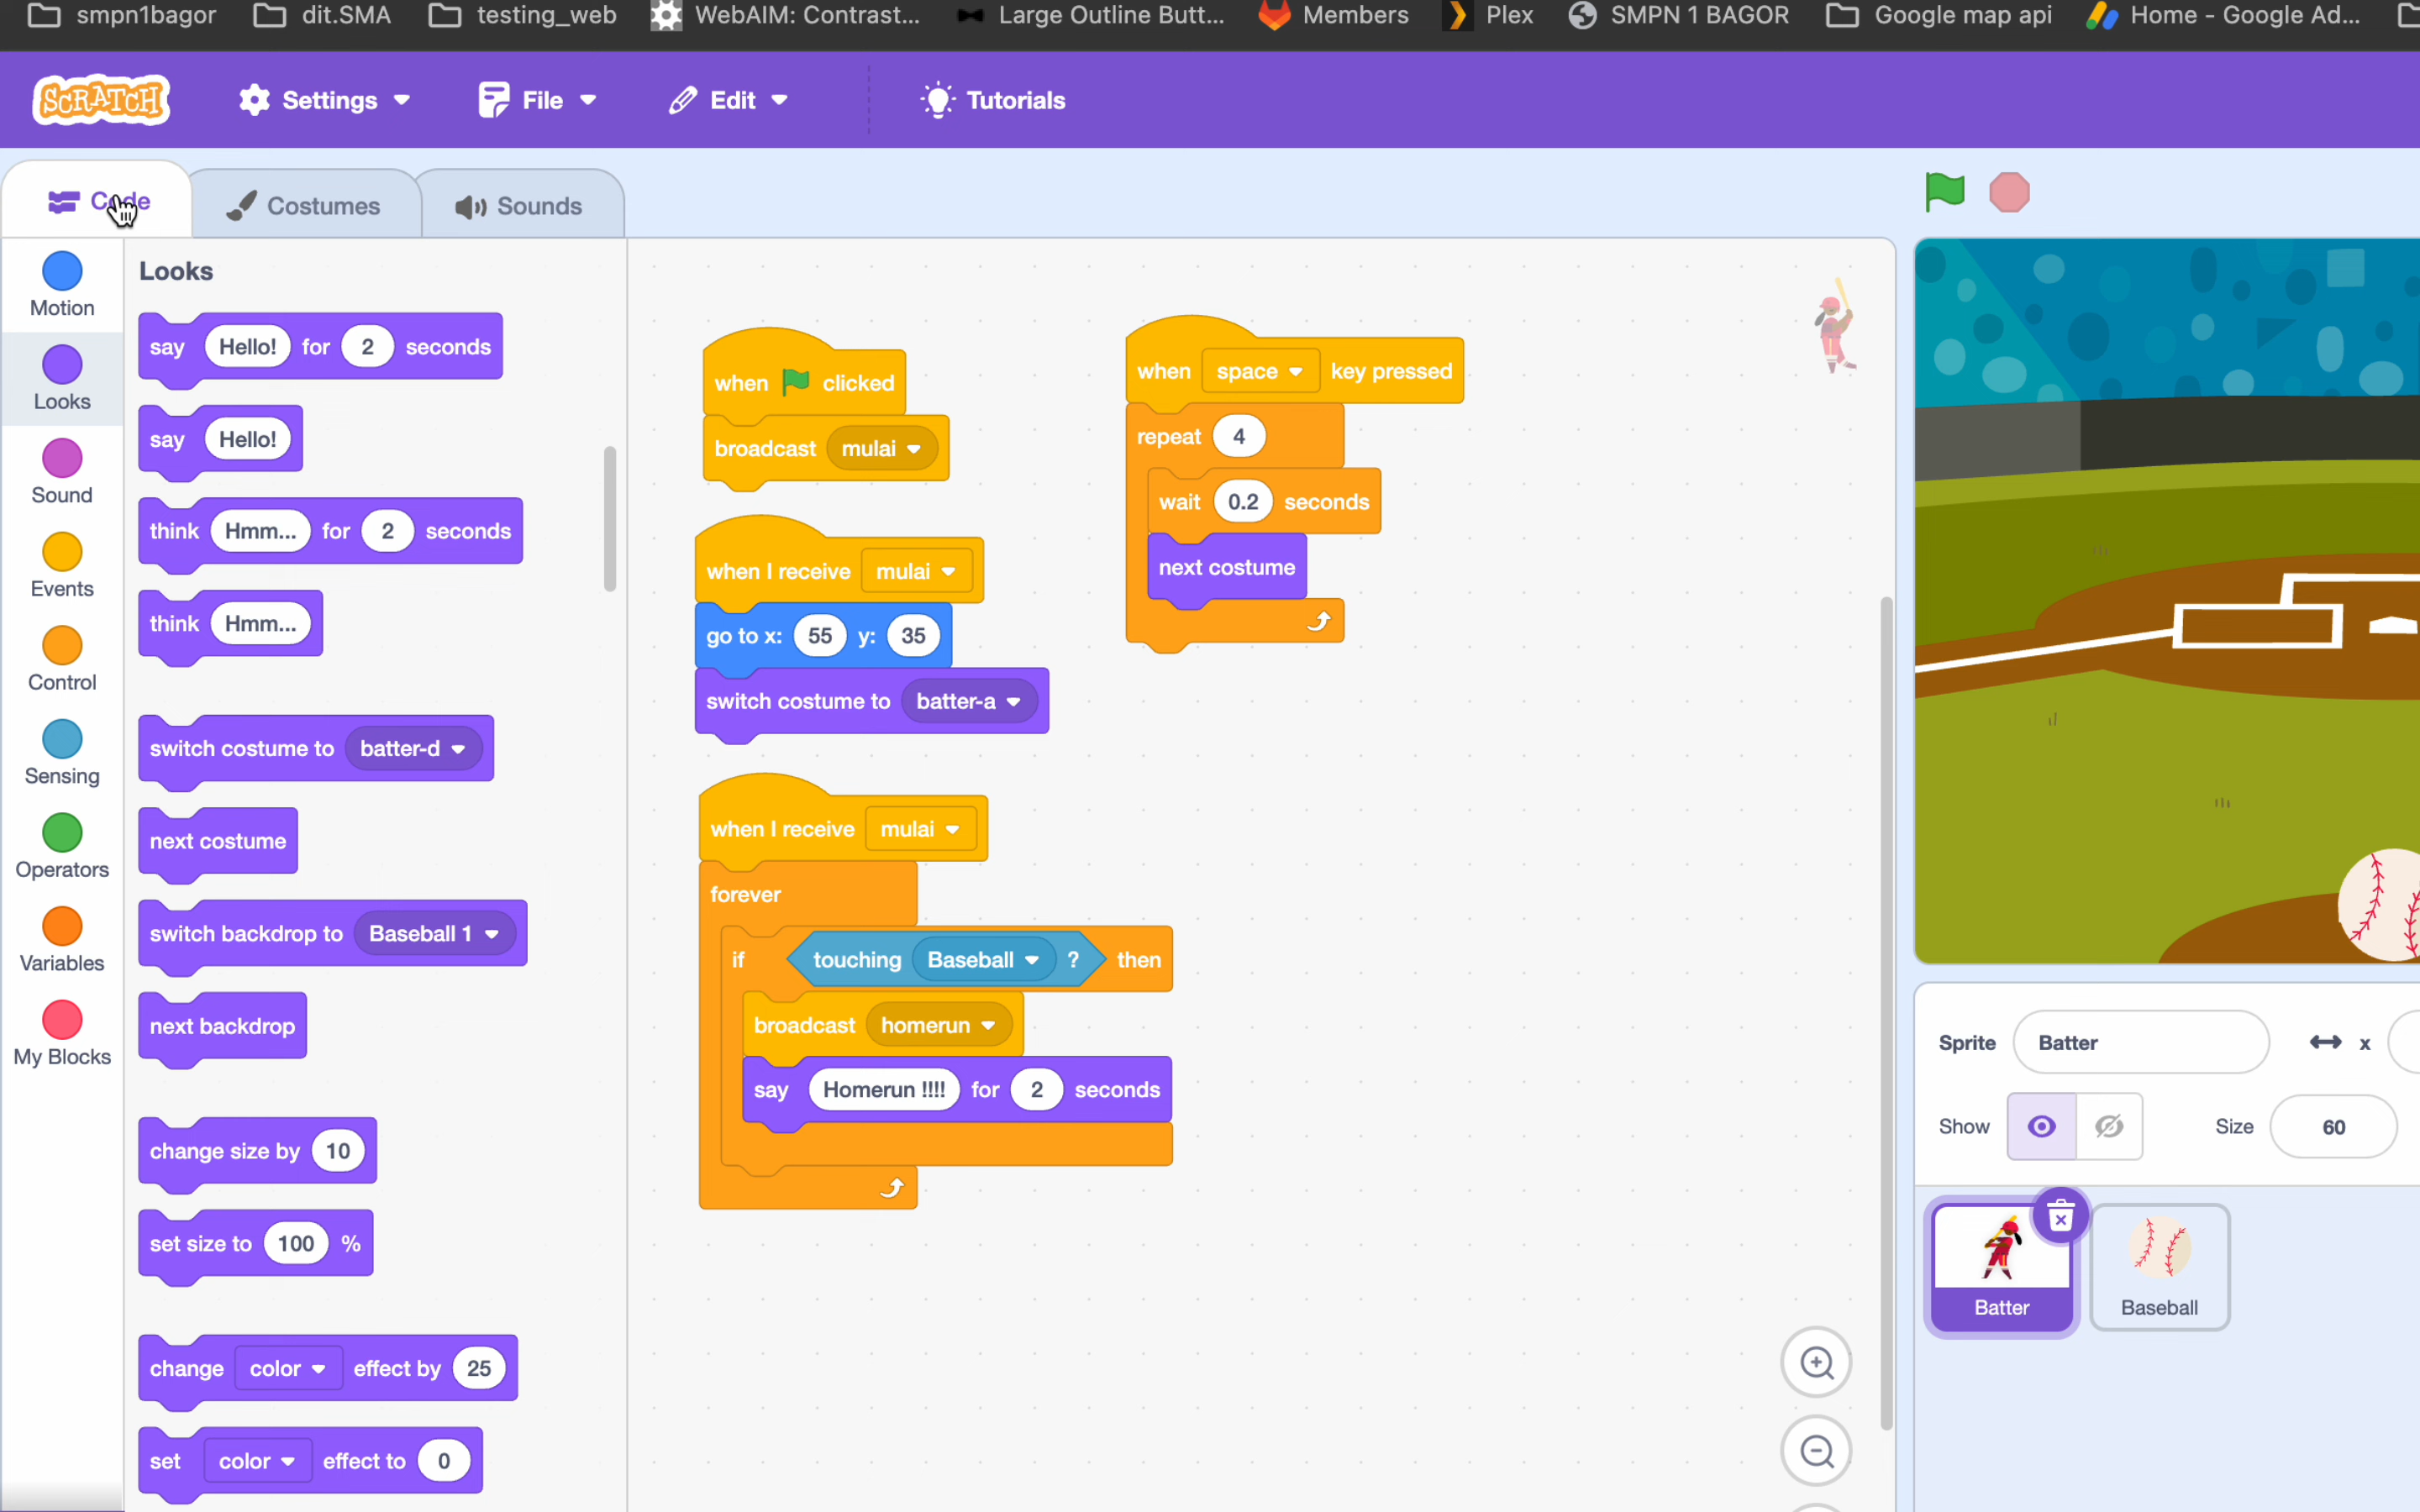 smpn1bagor dit.SMA testing_web WebAIM: Contrast... Large Outline Butt... Members Plex SMPN 1 BAGOR Google map api Home - Google Ad...
SCRATCH Settings File Edit Tutorials
Code Costumes Sounds
Motion
Looks
Sound
Events
Control
Sensing
Operators
Variables
My Blocks
Looks
say Hello! for 2 seconds
say Hello!
think Hmm... for 2 seconds
think Hmm...
switch costume to batter-d
next costume
switch backdrop to Baseball 1
next backdrop
change size by 10
set size to 100 %
change color effect by 25
set color effect to 0
when clicked
broadcast mulai
when I receive mulai
go to x: 55 y: 35
switch costume to batter-a
when I receive mulai
forever
if touching Baseball ? then
broadcast homerun
say Homerun !!!! for 2 seconds
when space key pressed
repeat 4
wait 0.2 seconds
next costume
Sprite Batter x
Show Size 60
Batter
Baseball